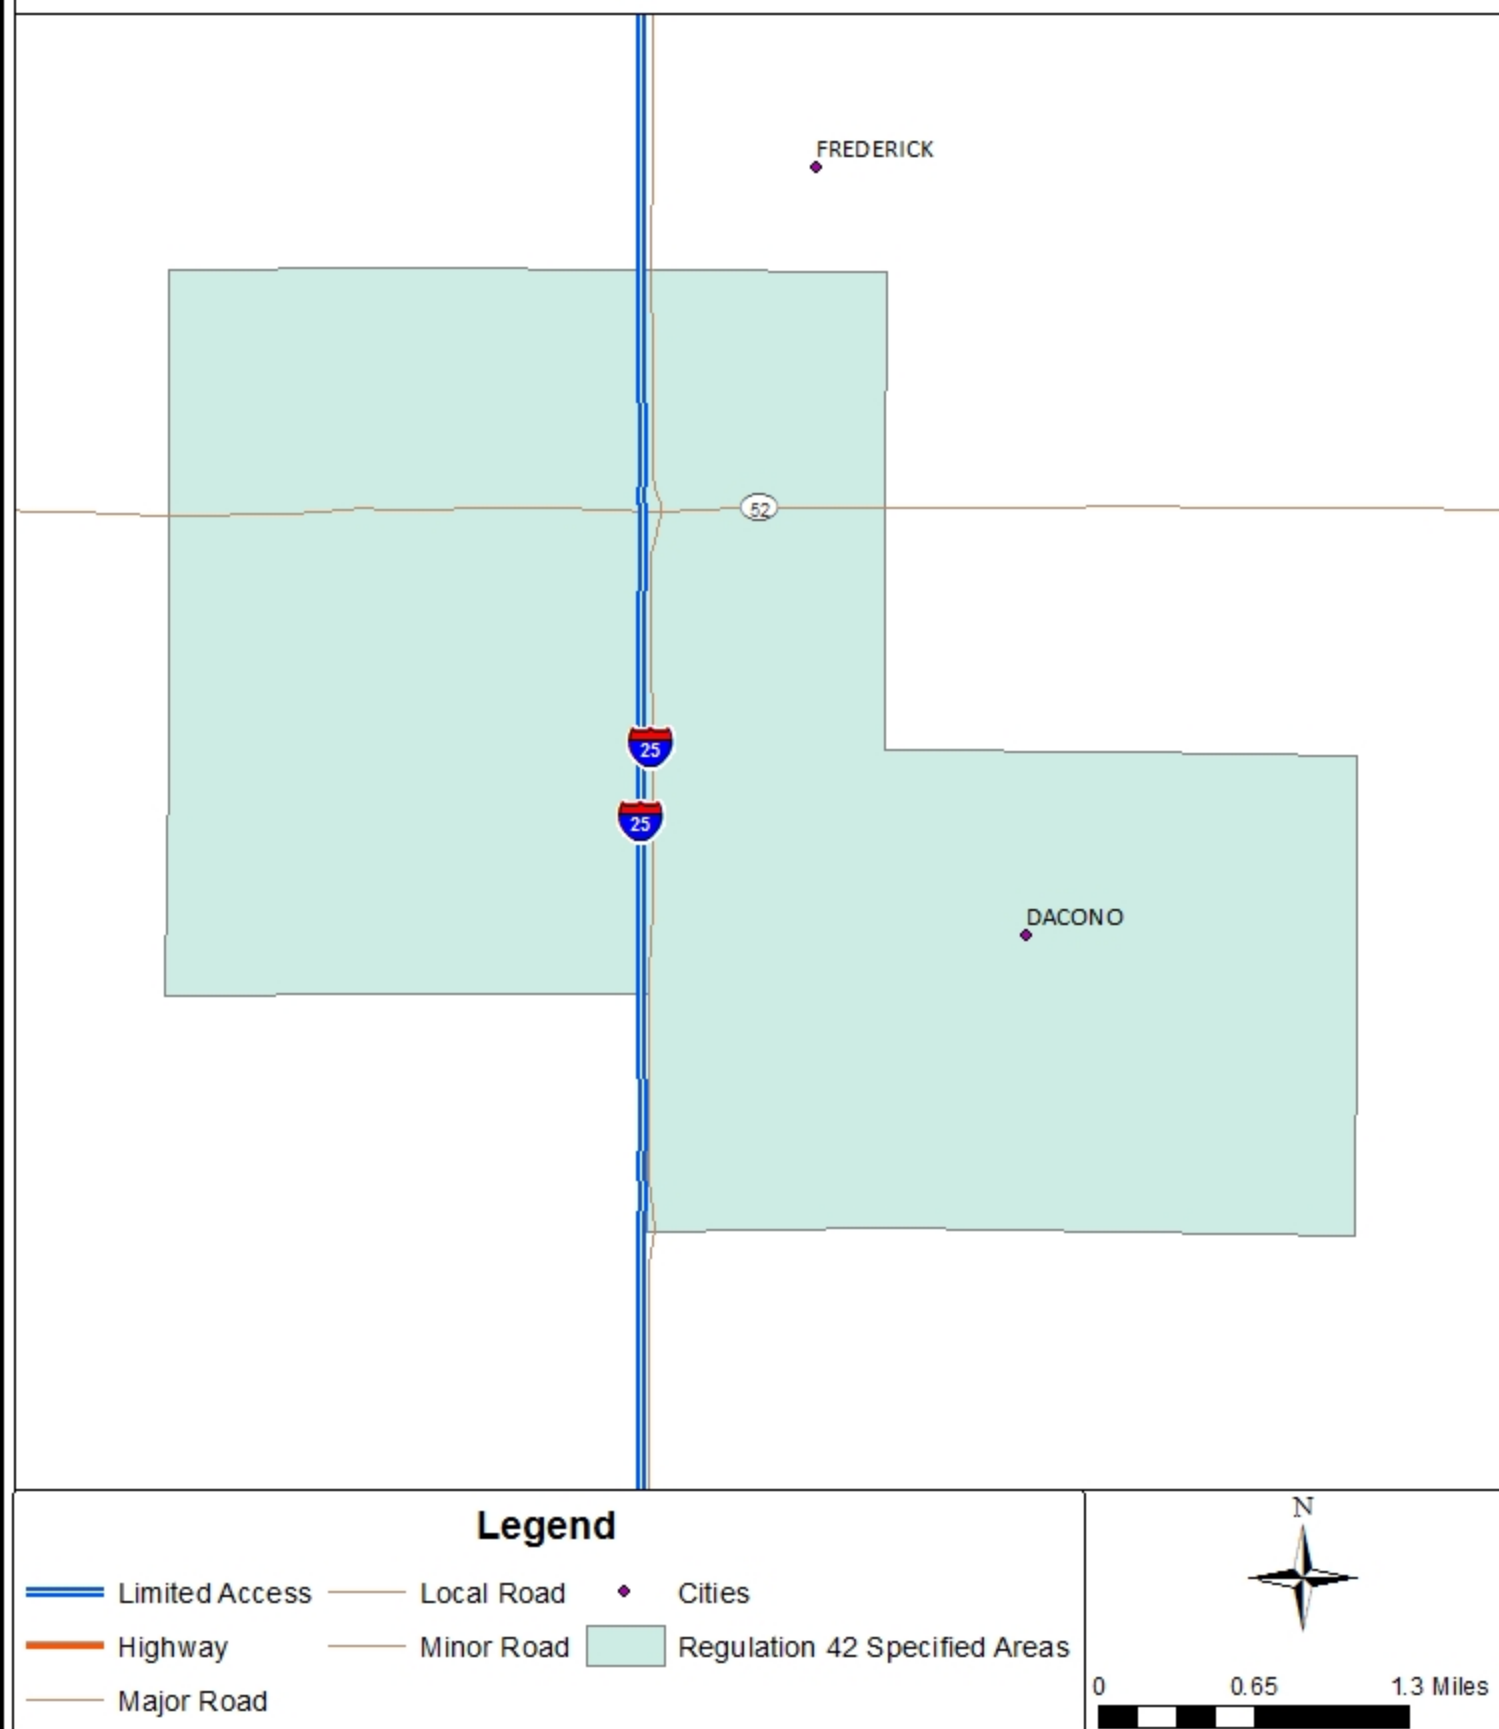 FREDERICK
52
25
25
DACONO
Legend
Limited Access
Local Road
Cities
Highway
Minor Road
Regulation 42 Specified Areas
Major Road
N
0 0.65 1.3 Miles